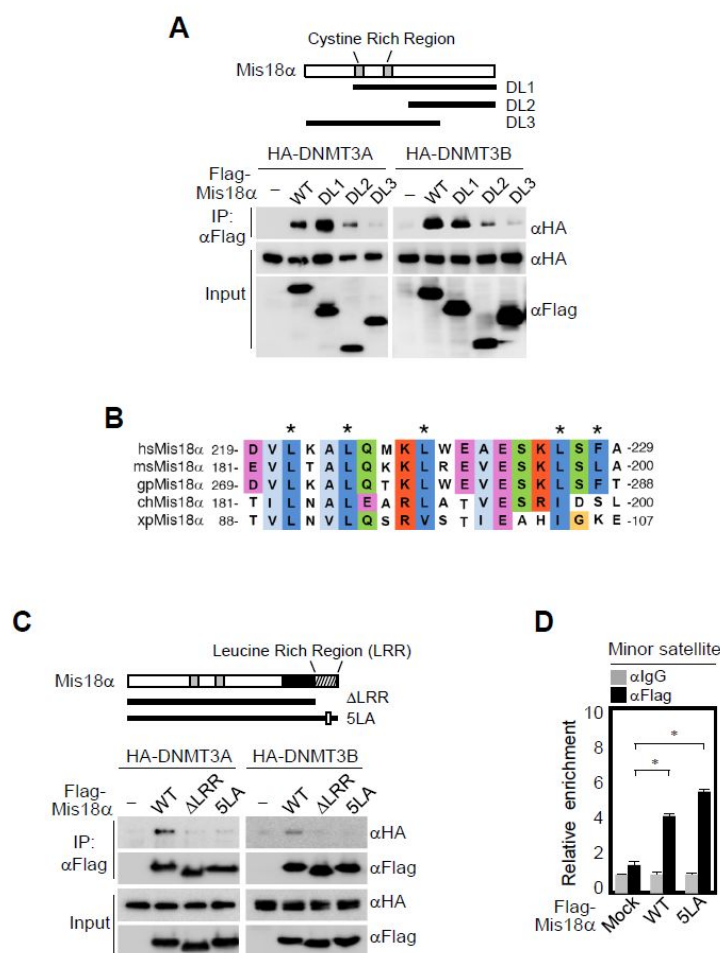 A
Cystine Rich Region
Mis18α
DL1
DL2
DL3
HA-DNMT3A HA-DNMT3B
Flag-
Mis18α
– WT DL1 DL2 DL3 – WT DL1 DL2 DL3
IP:
αFlag
αHA
αHA
Input
αFlag
B
* * * * *
hsMis18α 219- D V L K A L Q M K L W E A E S K L S F A -229
msMis18α 181- E V L T A L Q K K L R E V E S K L S L A -200
gpMis18α 269- D V L K A L Q T K L W E V E S K L S F T -288
chMis18α 181- T I L N A L E A R L A T V E S R I D S L -200
xpMis18α 88- T V L N V L Q S R V S T I E A H I G K E -107
C
Leucine Rich Region (LRR)
Mis18α
ΔLRR
5LA
HA-DNMT3A HA-DNMT3B
Flag-
Mis18α
– WT ΔLRR 5LA – WT ΔLRR 5LA
IP:
αFlag
αHA
αFlag
Input
αHA
αFlag
D
Minor satellite
αIgG
αFlag
Relative enrichment
10
8
6
4
2
0
*
*
Flag-
Mis18α
Mock WT 5LA